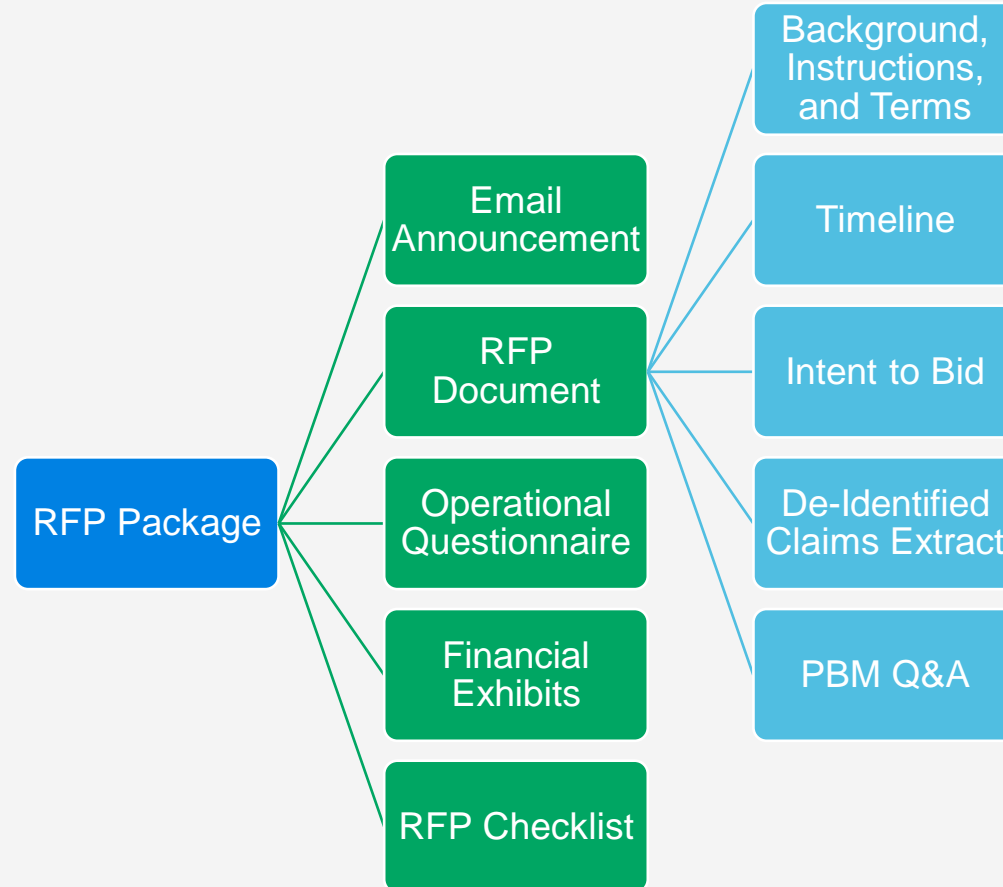 RFP Package
Email
Announcement
RFP
Document
Operational
Questionnaire
Financial
Exhibits
RFP Checklist
Background,
Instructions,
and Terms
Timeline
Intent to Bid
De-Identified
Claims Extract
PBM Q&A